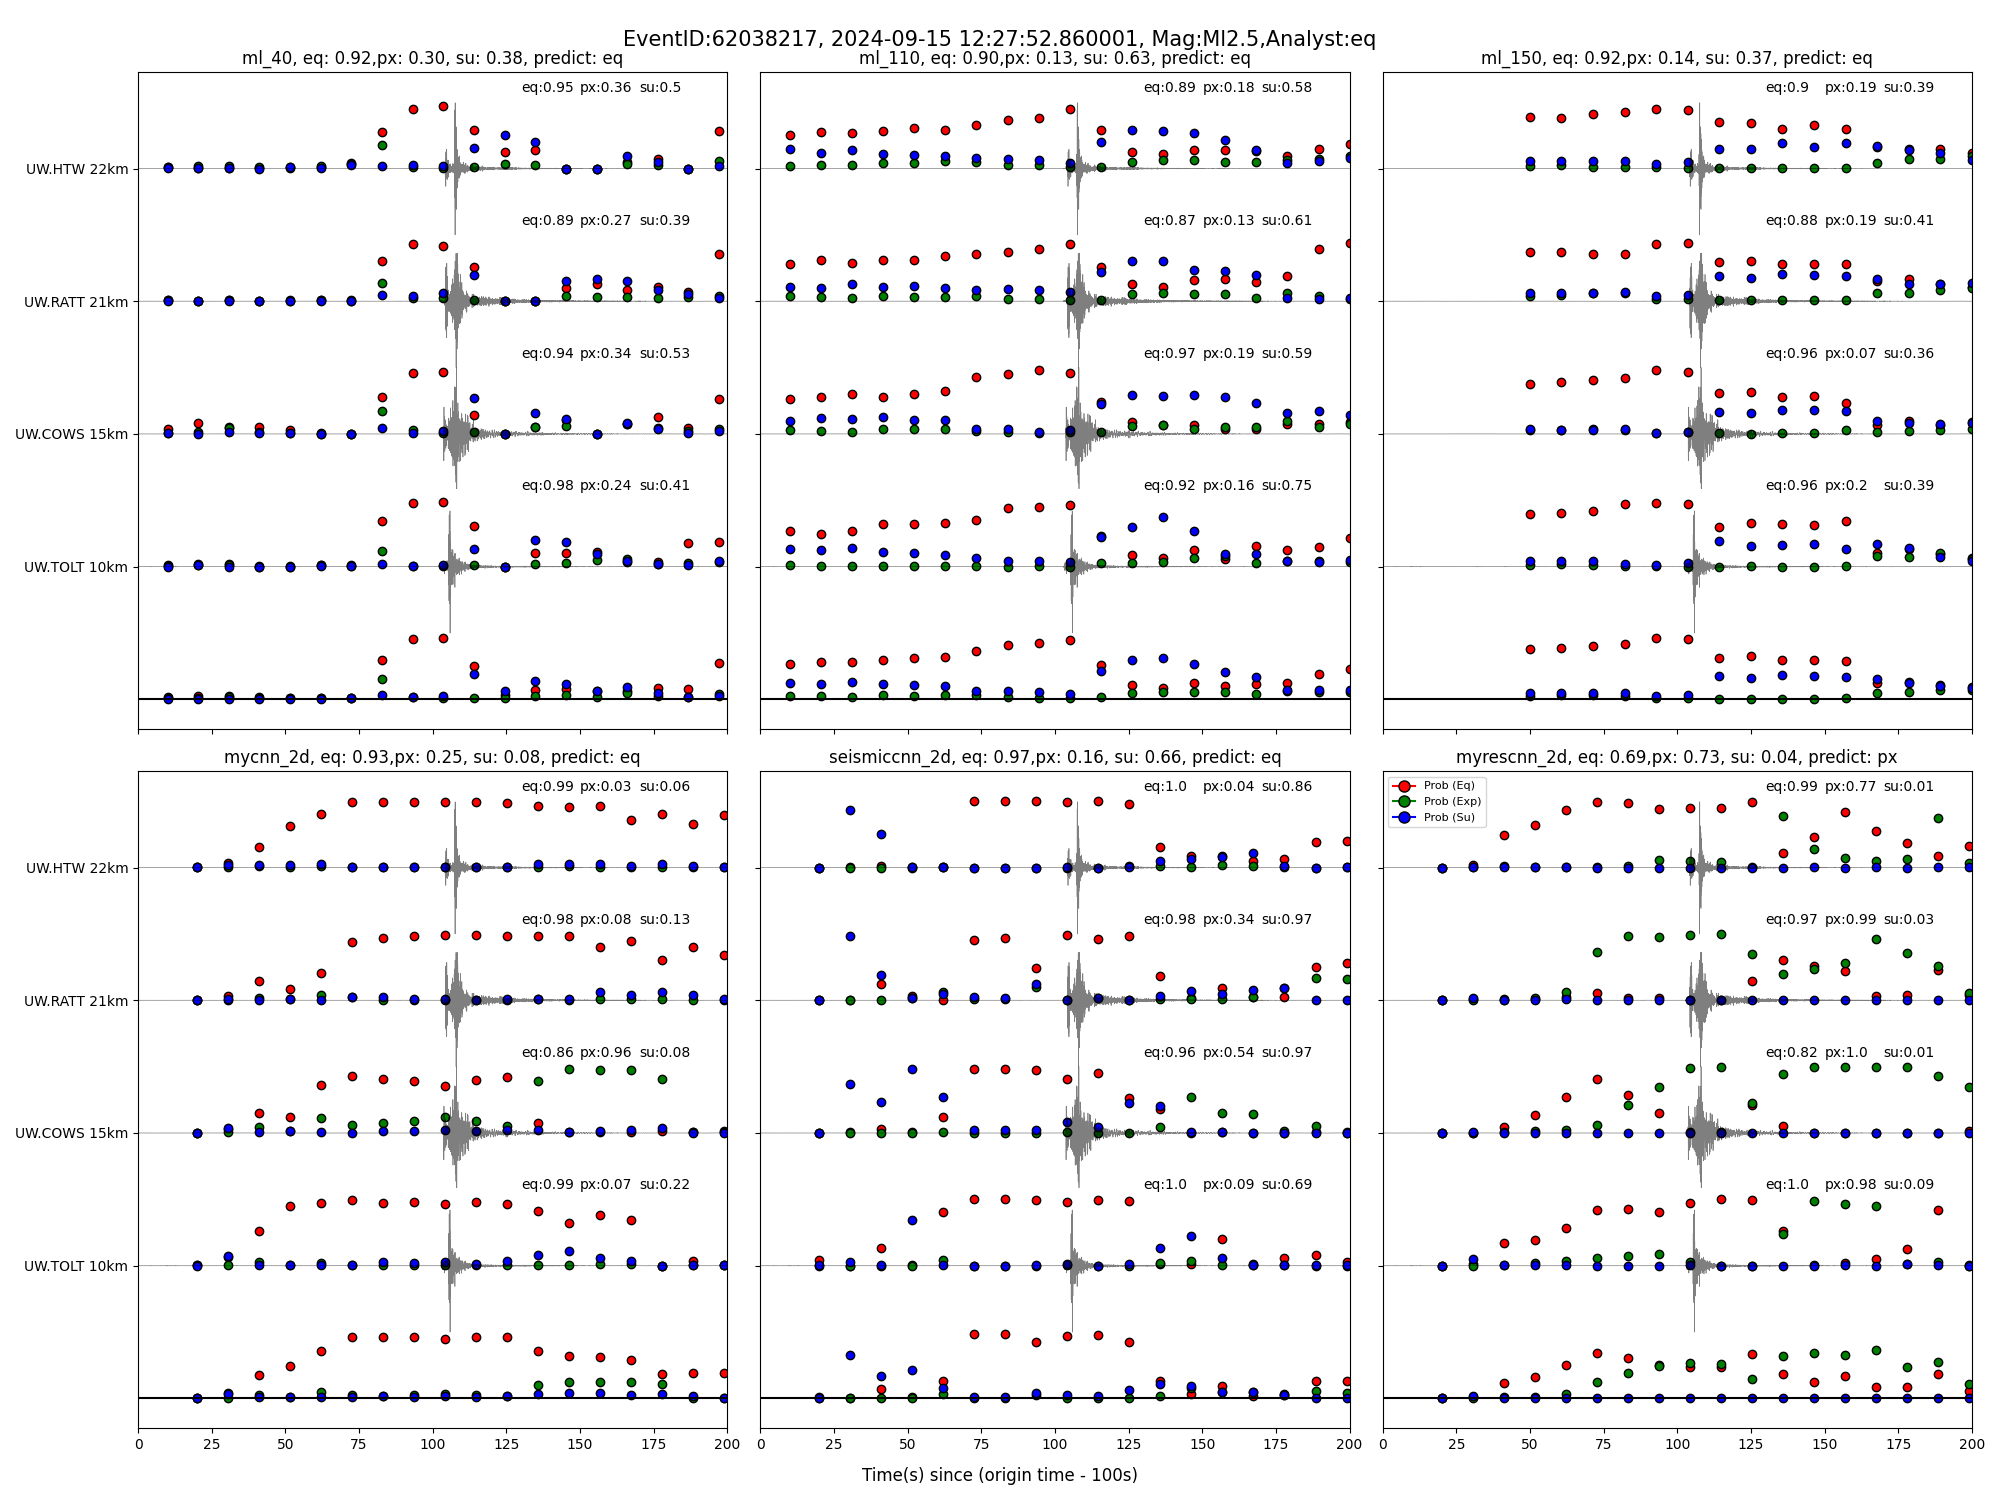 EventID:62038217, 2024-09-15 12:27:52.860001, Mag:Ml2.5,Analyst:eq
ml_40, eq: 0.92,px: 0.30, su: 0.38, predict: eq
eq:0.95 px:0.36 su:0.5
UW.HTW 22km
eq:0.89 px:0.27 su:0.39
UW.RATT 21km
eq:0.94 px:0.34 su:0.53
UW.COWS 15km
eq:0.98 px:0.24 su:0.41
UW.TOLT 10km
ml_110, eq: 0.90,px: 0.13, su: 0.63, predict: eq
eq:0.89 px:0.18 su:0.58
eq:0.87 px:0.13 su:0.61
eq:0.97 px:0.19 su:0.59
eq:0.92 px:0.16 su:0.75
ml_150, eq: 0.92,px: 0.14, su: 0.37, predict: eq
eq:0.9 px:0.19 su:0.39
eq:0.88 px:0.19 su:0.41
eq:0.96 px:0.07 su:0.36
eq:0.96 px:0.2 su:0.39
mycnn_2d, eq: 0.93,px: 0.25, su: 0.08, predict: eq
eq:0.99 px:0.03 su:0.06
UW.HTW 22km
eq:0.98 px:0.08 su:0.13
UW.RATT 21km
eq:0.86 px:0.96 su:0.08
UW.COWS 15km
eq:0.99 px:0.07 su:0.22
UW.TOLT 10km
0 25 50 75 100 125 150 175 200
seismiccnn_2d, eq: 0.97,px: 0.16, su: 0.66, predict: eq
eq:1.0 px:0.04 su:0.86
eq:0.98 px:0.34 su:0.97
eq:0.96 px:0.54 su:0.97
eq:1.0 px:0.09 su:0.69
0 25 50 75 100 125 150 175 200
myrescnn_2d, eq: 0.69,px: 0.73, su: 0.04, predict: px
Prob (Eq)
Prob (Exp)
Prob (Su)
eq:0.99 px:0.77 su:0.01
eq:0.97 px:0.99 su:0.03
eq:0.82 px:1.0 su:0.01
eq:1.0 px:0.98 su:0.09
0 25 50 75 100 125 150 175 200
Time(s) since (origin time - 100s)